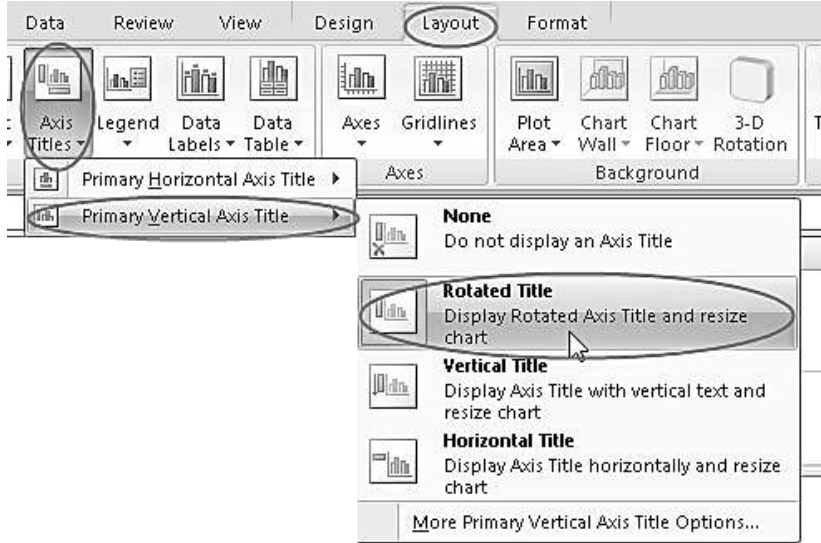 Data Review View Design Layout Format
Axis Titles Legend Data Labels Data Table Axes Gridlines Plot Area Chart Wall Chart Floor 3-D Rotation
Axes Background
Primary Horizontal Axis Title
Primary Vertical Axis Title
None
Do not display an Axis Title
Rotated Title
Display Rotated Axis Title and resize
chart
Vertical Title
Display Axis Title with vertical text and
resize chart
Horizontal Title
Display Axis Title horizontally and resize
chart
More Primary Vertical Axis Title Options...